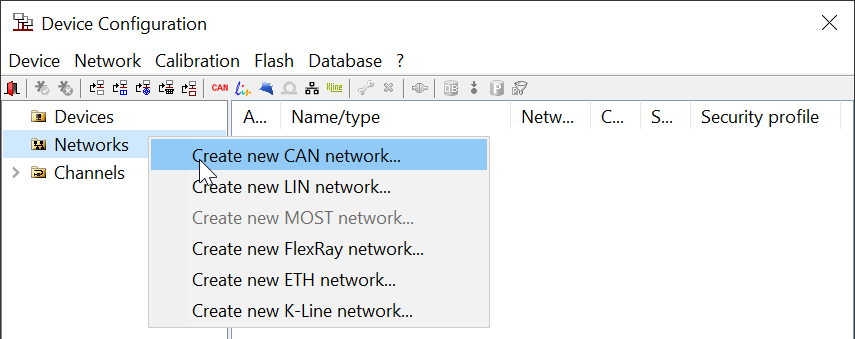 Device Configuration
Device Network Calibration Flash Database ?
CAN Kline DB P
Devices
Networks
Channels
A... Name/type Netw... C... S... Security profile
Create new CAN network...
Create new LIN network...
Create new MOST network...
Create new FlexRay network...
Create new ETH network...
Create new K-Line network...